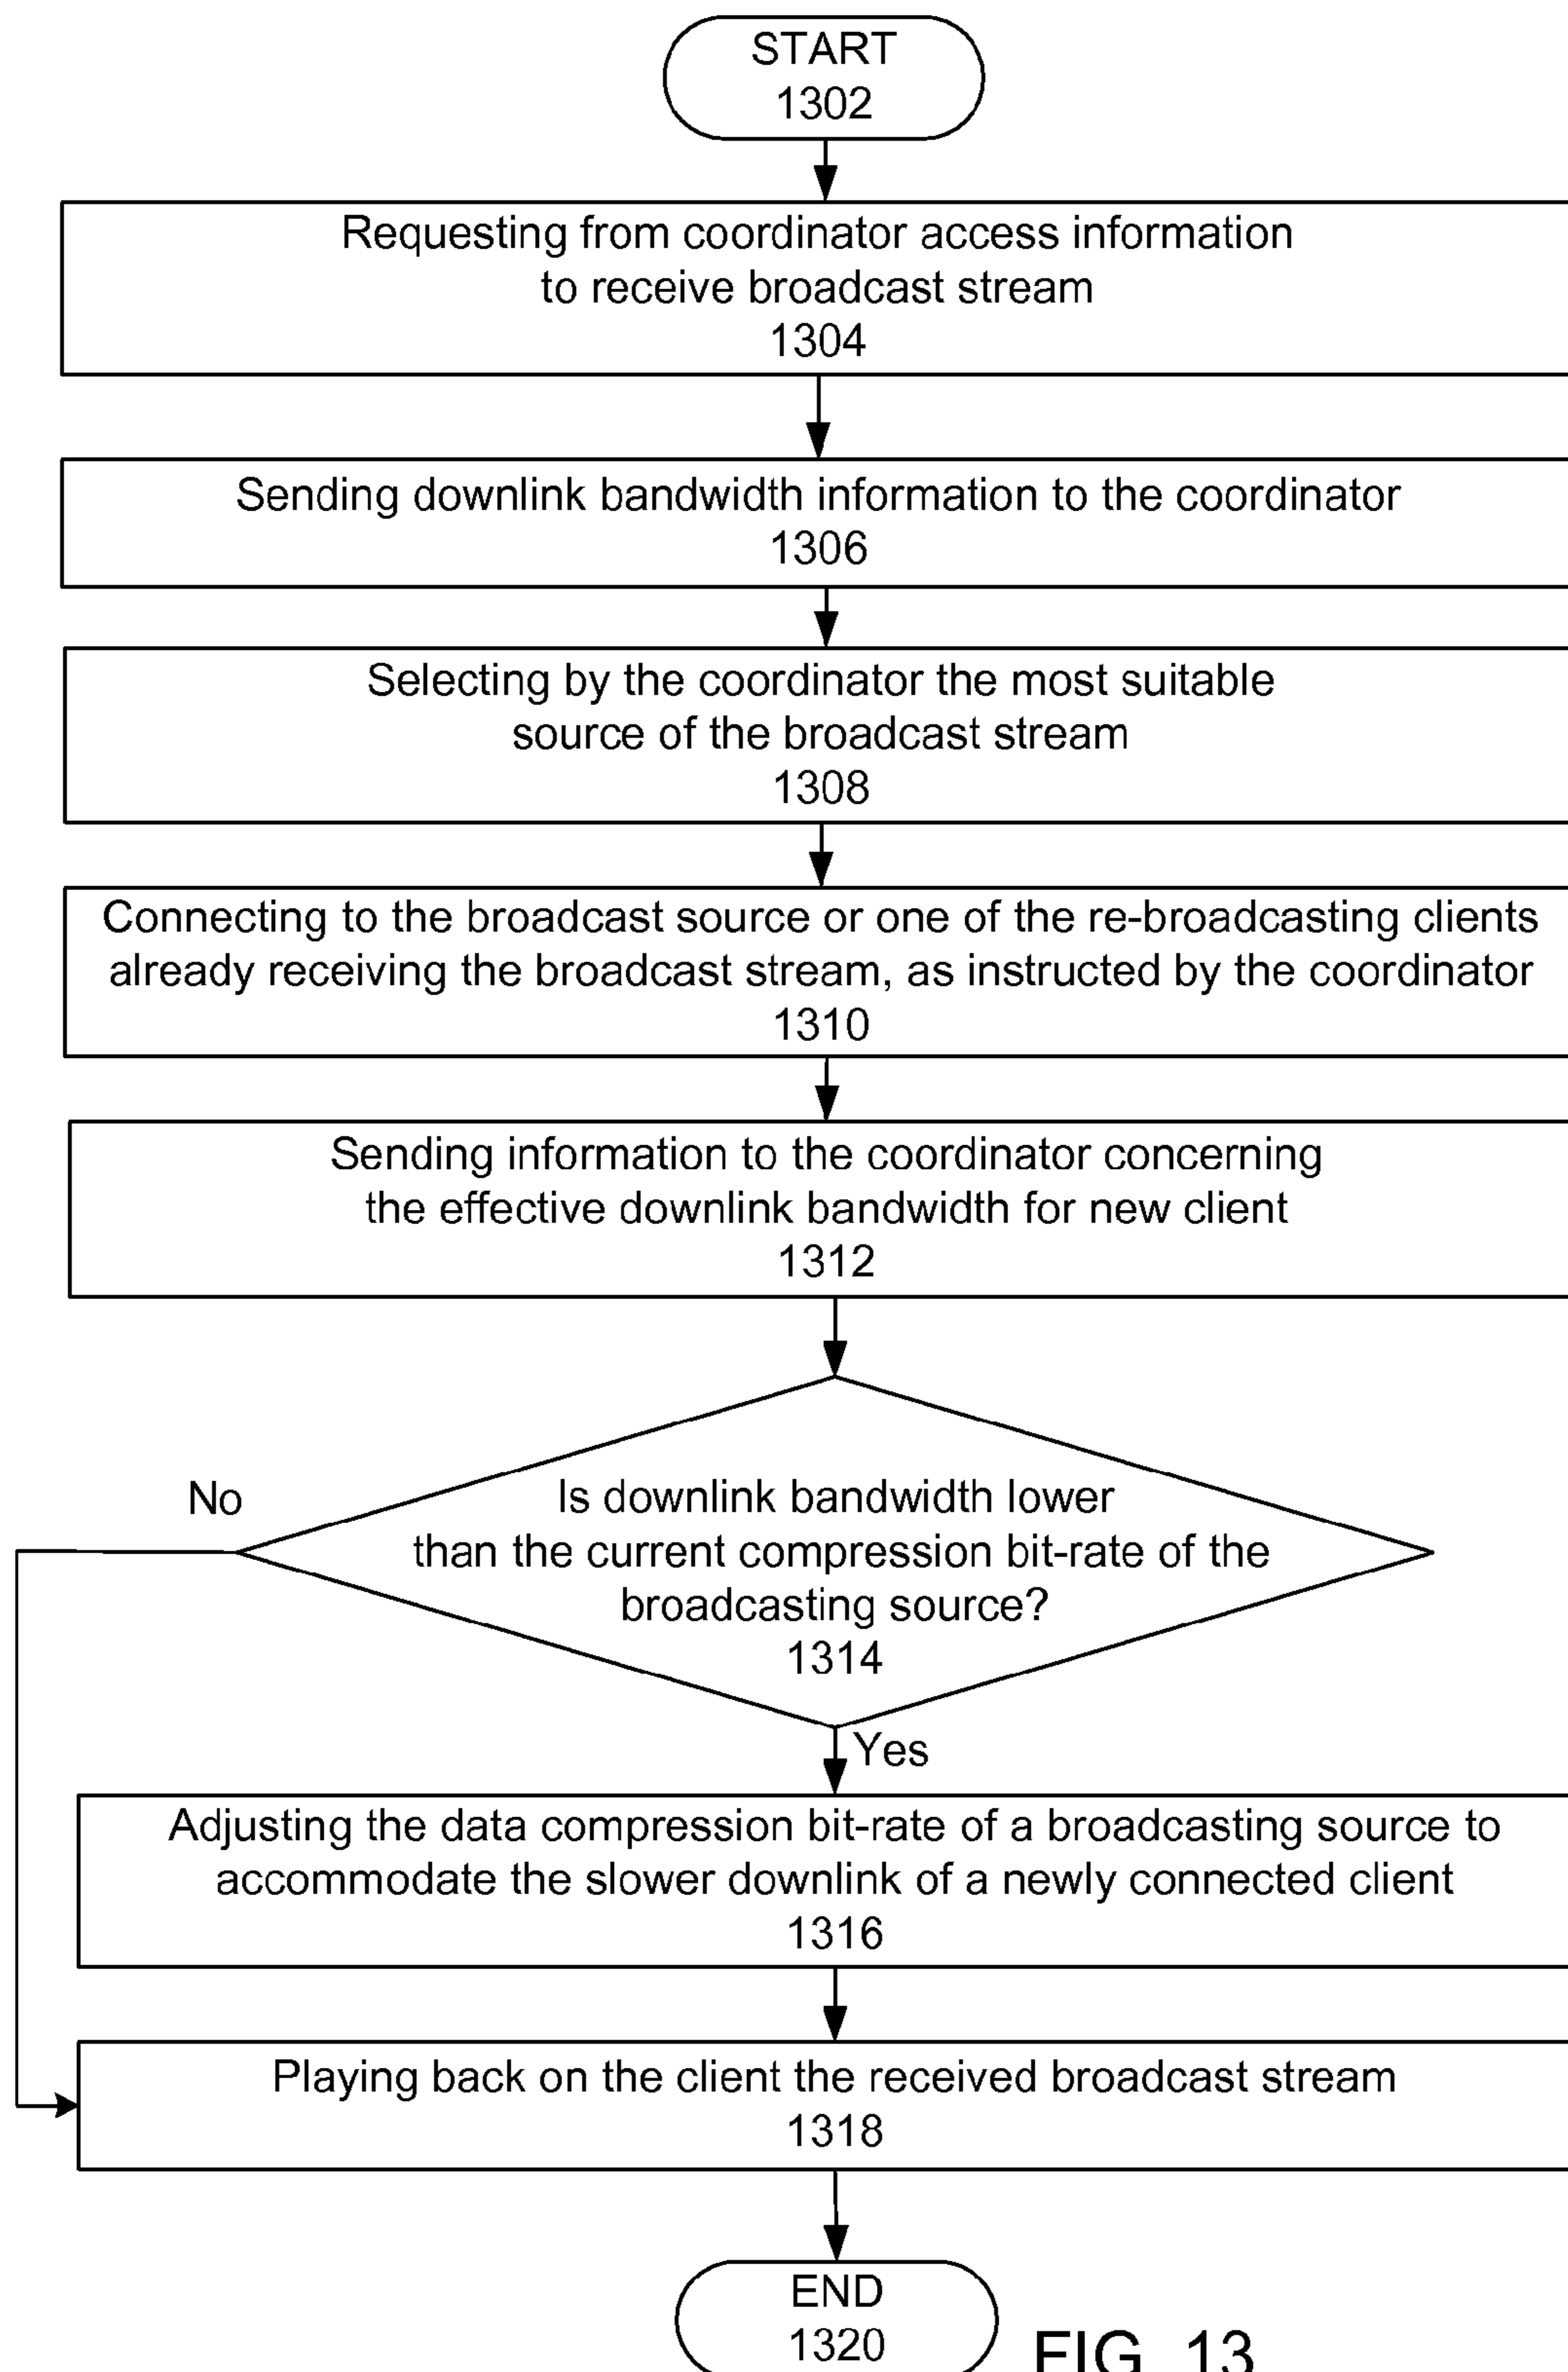 START
1302
Requesting from coordinator access information
to receive broadcast stream
1304
Sending downlink bandwidth information to the coordinator
1306
Selecting by the coordinator the most suitable
source of the broadcast stream
1308
Connecting to the broadcast source or one of the re-broadcasting clients
already receiving the broadcast stream, as instructed by the coordinator
1310
Sending information to the coordinator concerning
the effective downlink bandwidth for new client
1312
No
Is downlink bandwidth lower
than the current compression bit-rate of the
broadcasting source?
1314
Yes
Adjusting the data compression bit-rate of a broadcasting source to
accommodate the slower downlink of a newly connected client
1316
Playing back on the client the received broadcast stream
1318
END
1320
FIG. 13